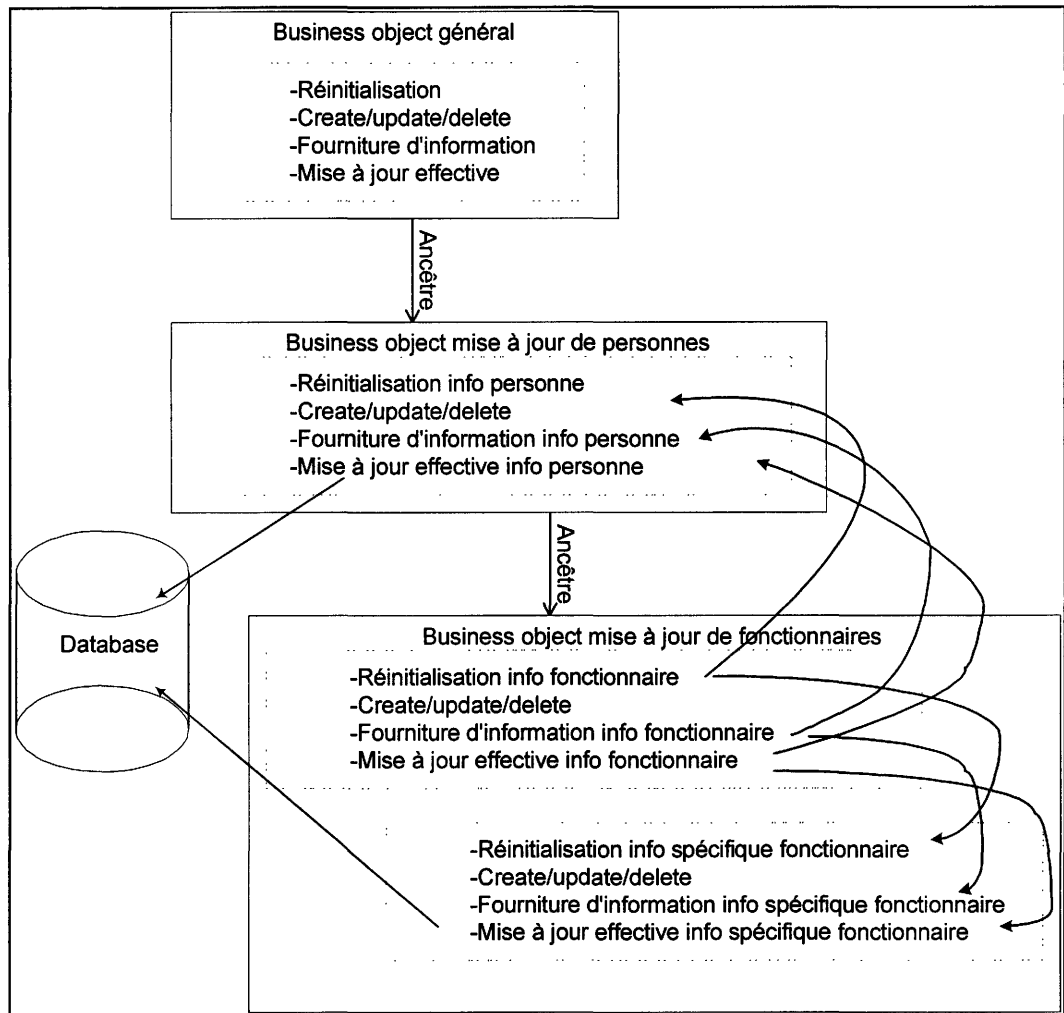 Business object général
-Réinitialisation
-Create/update/delete
-Fourniture d'information
-Mise à jour effective
Ancêtre
Business object mise à jour de personnes
-Réinitialisation info personne
-Create/update/delete
-Fourniture d'information info personne
-Mise à jour effective info personne
Ancêtre
Database
Business object mise à jour de fonctionnaires
-Réinitialisation info fonctionnaire
-Create/update/delete
-Fourniture d'information info fonctionnaire
-Mise à jour effective info fonctionnaire
-Réinitialisation info spécifique fonctionnaire
-Create/update/delete
-Fourniture d'information info spécifique fonctionnaire
-Mise à jour effective info spécifique fonctionnaire